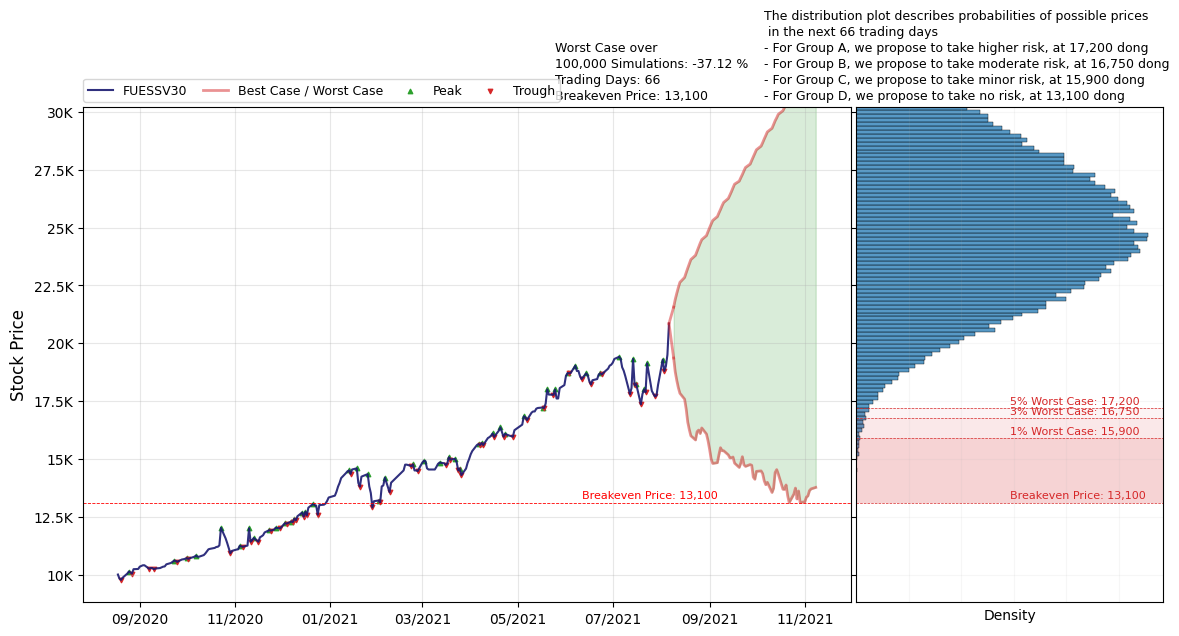 The distribution plot describes probabilities of possible prices
in the next 66 trading days
- For Group A, we propose to take higher risk, at 17,200 dong
- For Group B, we propose to take moderate risk, at 16,750 dong
- For Group C, we propose to take minor risk, at 15,900 dong
- For Group D, we propose to take no risk, at 13,100 dong
Worst Case over
100,000 Simulations: -37.12 %
Trading Days: 66
Breakeven Price: 13,100
FUESSV30
Best Case / Worst Case
Peak
Trough
Stock Price
30K
27.5K
25K
22.5K
20K
17.5K
15K
12.5K
10K
Breakeven Price: 13,100
09/2020
11/2020
01/2021
03/2021
05/2021
07/2021
09/2021
11/2021
5% Worst Case: 17,200
3% Worst Case: 16,750
1% Worst Case: 15,900
Breakeven Price: 13,100
Density